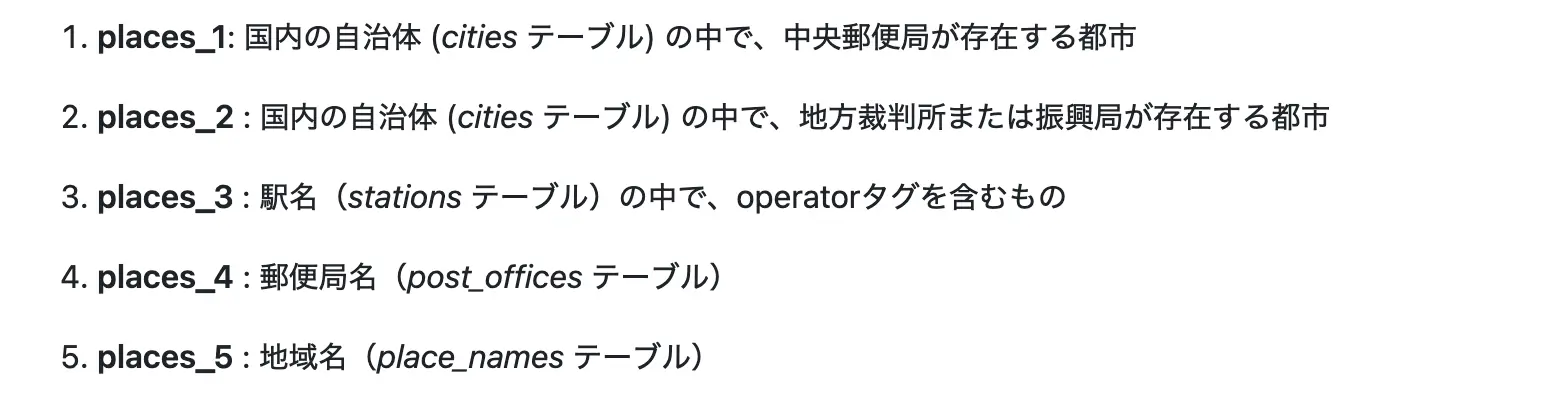 1. places_1: 国内の自治体 (cities テーブル) の中で、中央郵便局が存在する都市
2. places_2 : 国内の自治体 (cities テーブル) の中で、地方裁判所または振興局が存在する都市
3. places_3 : 駅名（stations テーブル）の中で、operatorタグを含むもの
4. places_4 : 郵便局名（post_offices テーブル）
5. places_5 : 地域名（place_names テーブル）